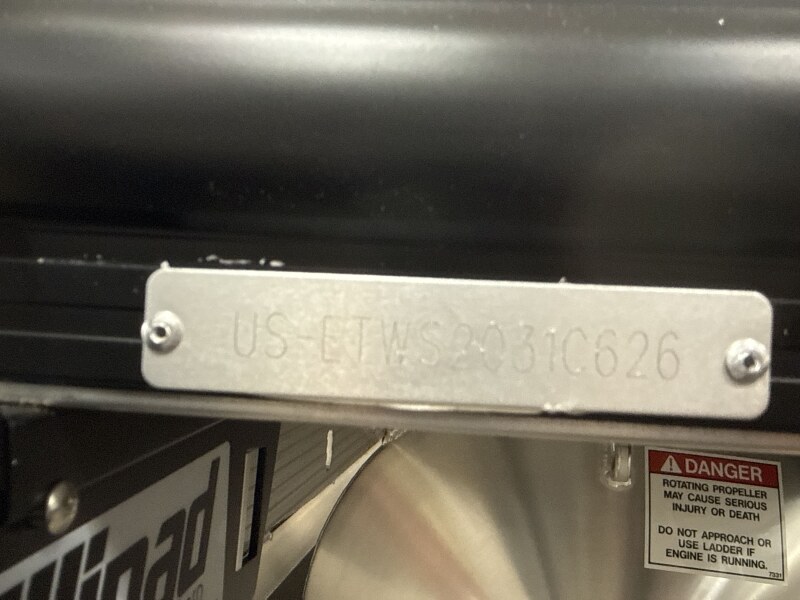 US-ETWS2031C626
DANGER
ROTATING PROPELLER
MAY CAUSE SERIOUS
INJURY OR DEATH
DO NOT APPROACH OR
USE LADDER IF
ENGINE IS RUNNING.
7931